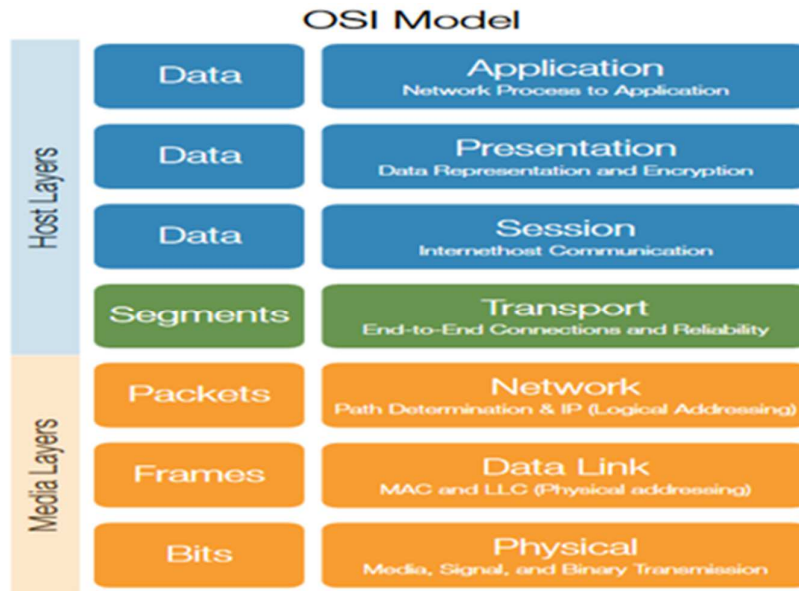 OSI Model
Host Layers
Data
Application
Network Process to Application
Data
Presentation
Data Representation and Encryption
Data
Session
Internethost Communication
Segments
Transport
End-to-End Connections and Reliability
Media Layers
Packets
Network
Path Determination & IP (Logical Addressing)
Frames
Data Link
MAC and LLC (Physical addressing)
Bits
Physical
Media, Signal, and Binary Transmission